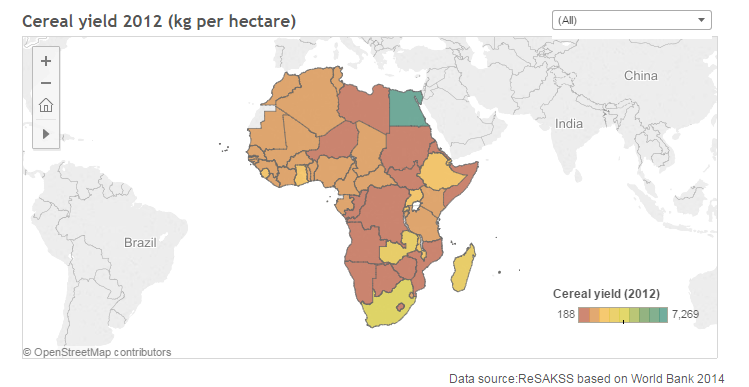 Cereal yield 2012 (kg per hectare)
(All)
China
India
Brazil
Cereal yield (2012)
188 7,269
© OpenStreetMap contributors
Data source:ReSAKSS based on World Bank 2014